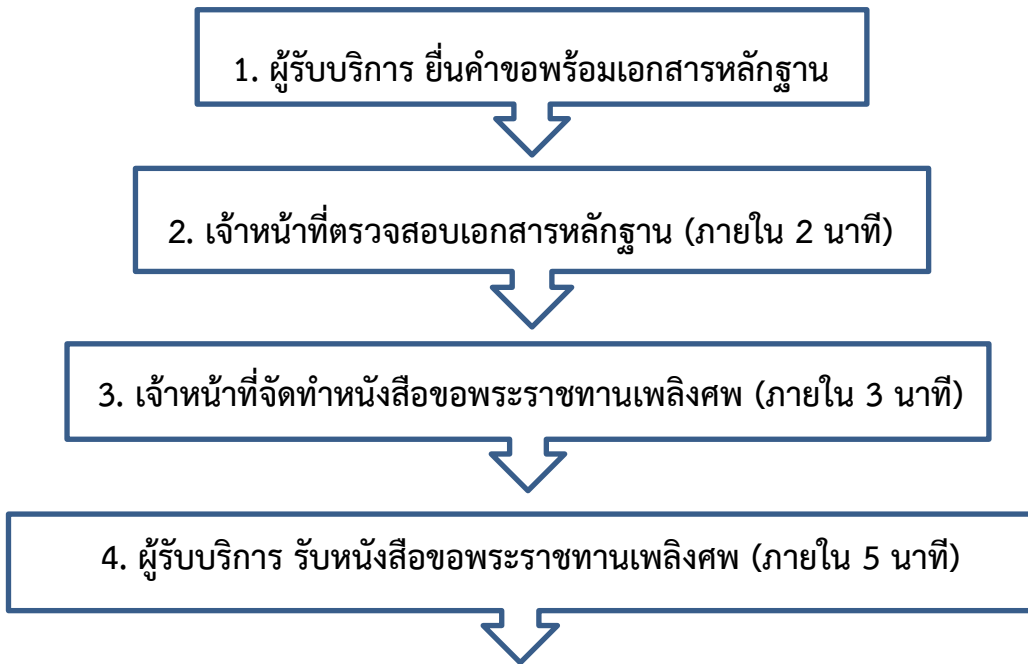 1. ผู้รับบริการ ยื่นคำขอพร้อมเอกสารหลักฐาน
2. เจ้าหน้าที่ตรวจสอบเอกสารหลักฐาน (ภายใน 2 นาที)
3. เจ้าหน้าที่จัดทำหนังสือขอพระราชทานเพลิงศพ (ภายใน 3 นาที)
4. ผู้รับบริการ รับหนังสือขอพระราชทานเพลิงศพ (ภายใน 5 นาที)